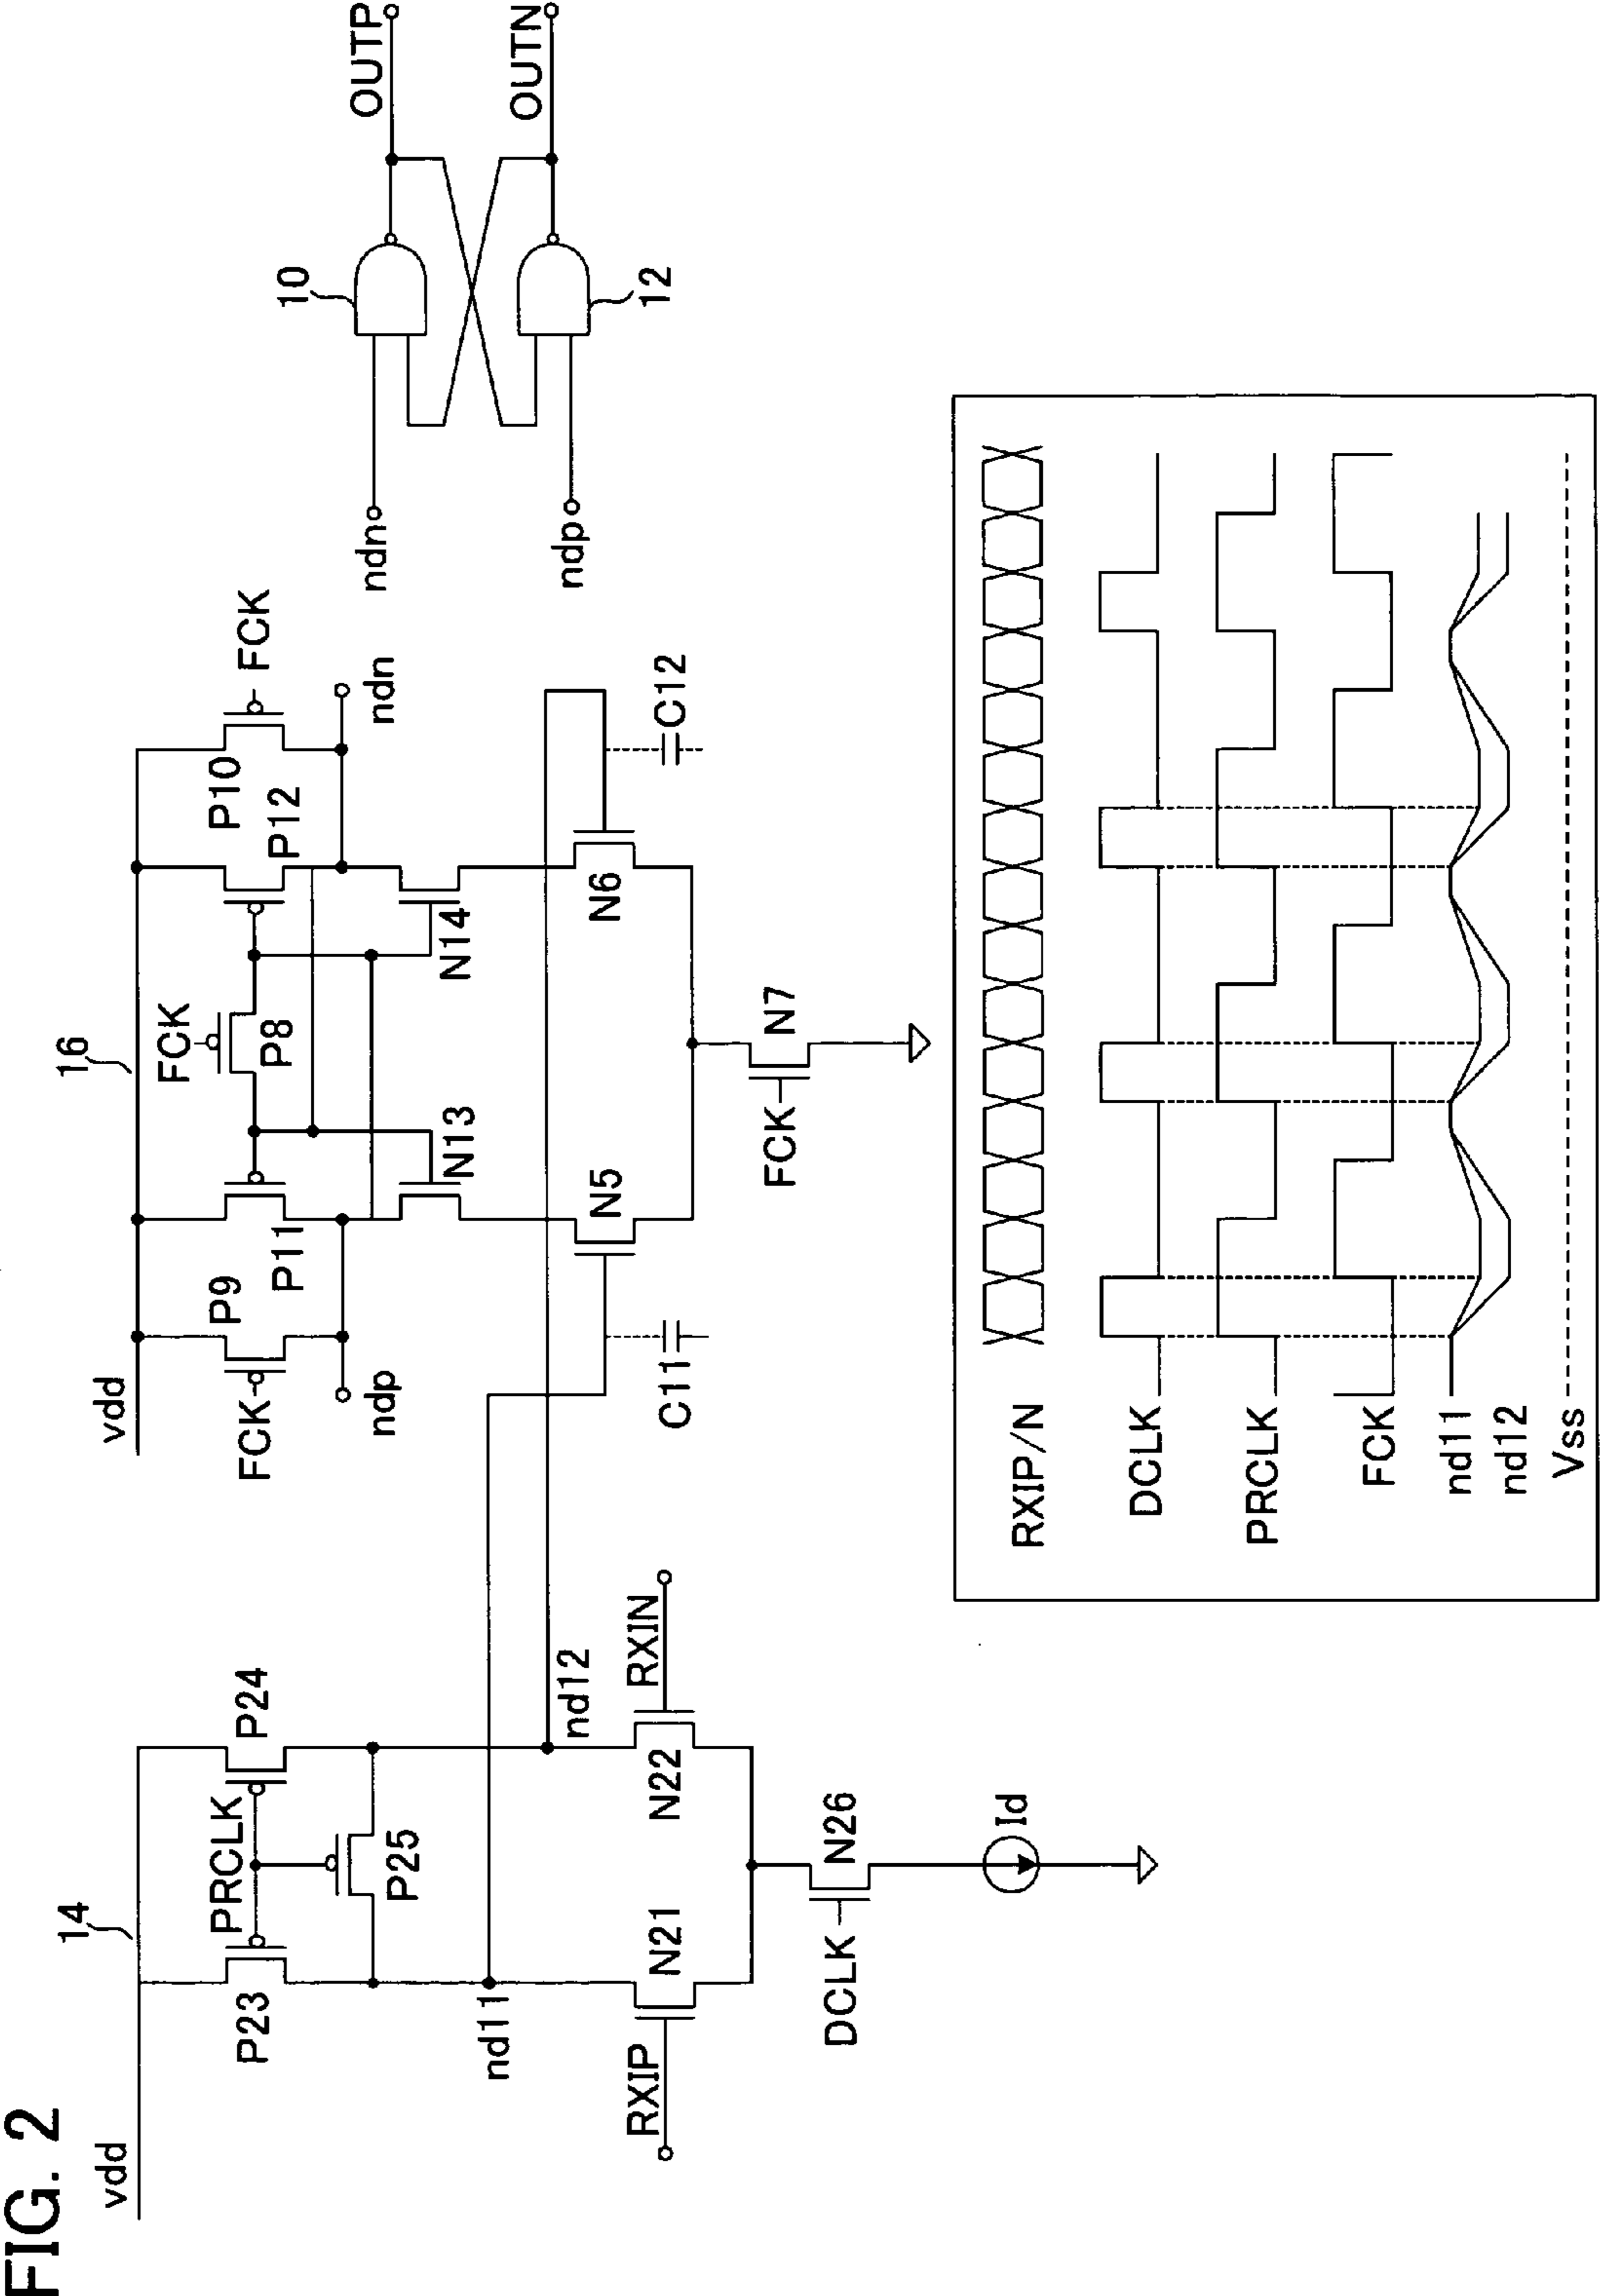 FIG. 2
14
vdd
P23
PRCLK
P24
P25
nd11
nd12
RXIP
N21
N22
RXIN
DCLK
N26
Id
16
vdd
FCK
P9
P11
FCK
P8
P12
P10
FCK
ndp
ndn
N13
N14
N5
N6
C11
C12
FCK
N7
ndn
ndp
10
12
OUTP
OUTN
RXIP/N
DCLK
PRCLK
FCK
nd11
nd12
Vss